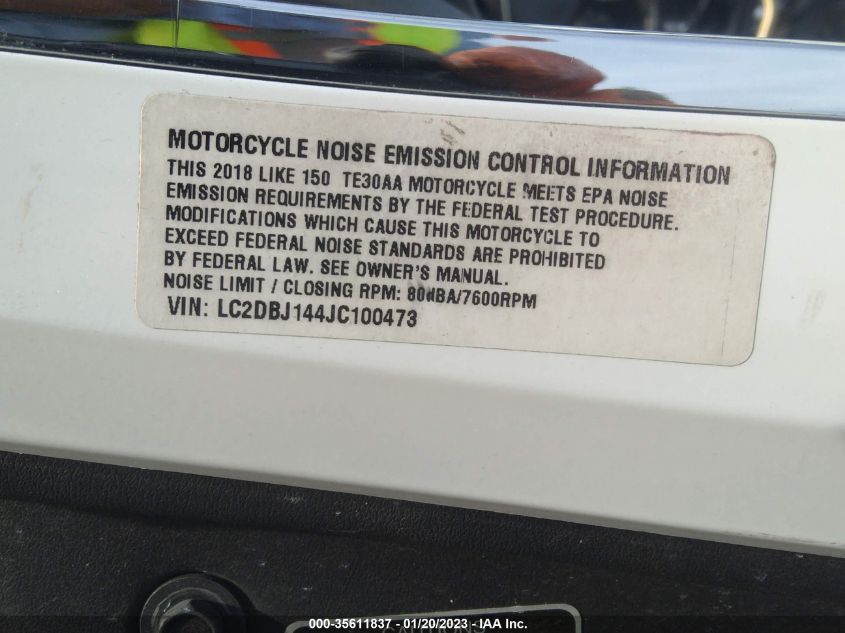 MOTORCYCLE NOISE EMISSION CONTROL INFORMATION
THIS 2018 LIKE 150 TE30AA MOTORCYCLE MEETS EPA NOISE
EMISSION REQUIREMENTS BY THE FEDERAL TEST PROCEDURE.
MODIFICATIONS WHICH CAUSE THIS MOTORCYCLE TO
EXCEED FEDERAL NOISE STANDARDS ARE PROHIBITED
BY FEDERAL LAW. SEE OWNER'S MANUAL.
NOISE LIMIT / CLOSING RPM: 80dBA/7600RPM
VIN: LC2DBJ144JC100473
CAUTIONS
000-35611837 - 01/20/2023 - IAA Inc.